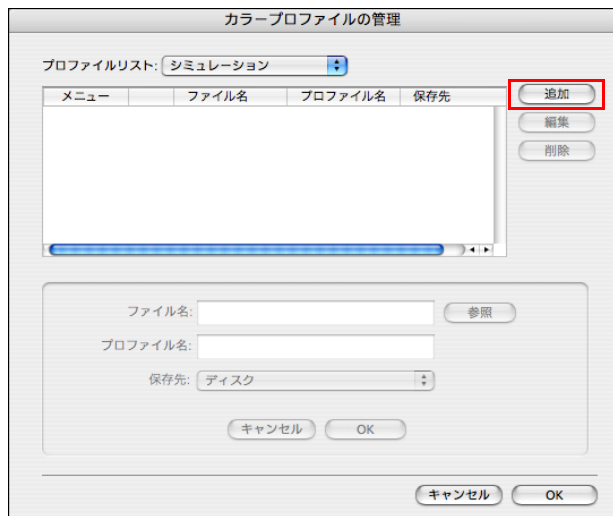 カラープロファイルの管理
プロファイルリスト: シミュレーション
メニュー ファイル名 プロファイル名 保存先
追加
編集
削除
ファイル名: 参照
プロファイル名:
保存先: ディスク
キャンセル OK
キャンセル OK